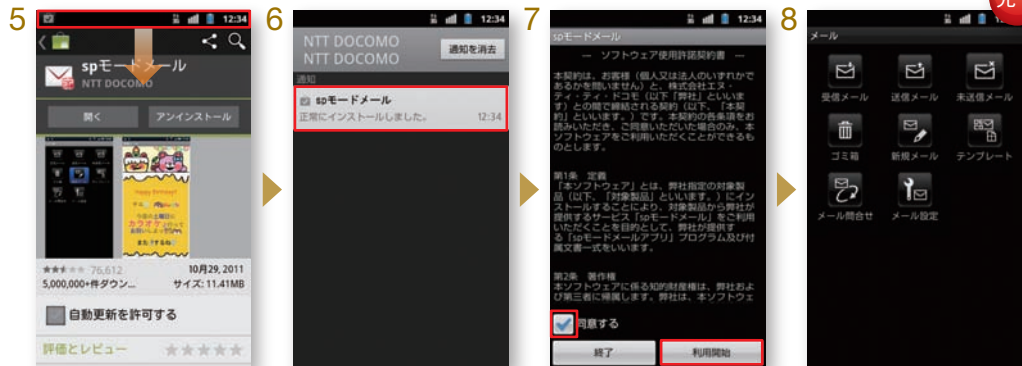 5
12:34
spモードメール
NTT DOCOMO
開く
アンインストール
Happy Birthday!!
今週の土曜日に
カラオケ
76,612
10月29, 2011
5,000,000+件ダウン...
サイズ: 11.41MB
自動更新を許可する
評価とレビュー
6
12:34
NTT DOCOMO
NTT DOCOMO
通知を消去
通知
spモードメール
正常にインストールしました。
12:34
7
12:34
spモードメール
― ソフトウェア使用許諾契約書 ―
本契約は、お客様（個人又は法人のいずれかで
あるかを問いません）と、株式会社エヌ・
ティ・ティ・ドコモ（以下「弊社」といいま
す）との間で締結される契約（以下、「本契
約」といいます。）です。本契約の各条項をお
読みいただき、ご同意いただいた場合のみ、本
ソフトウェアをご利用いただくことができるも
のとします。
第1条 定義
「本ソフトウェア」とは、弊社指定の対象製
品（以下、「対象製品」といいます。）にイン
ストールすることにより、対象製品から弊社が
提供するサービス「spモードメール」をご利用
いただくことを目的として、弊社が提供す
る「spモードメールアプリ」プログラム及び付
属文書一式をいいます。
第2条 著作権
本ソフトウェアに係る知的財産権は、弊社およ
び第三者に帰属します。弊社は、本ソフトウェ
同意する
終了
利用開始
8
完
メール
受信メール
送信メール
未送信メール
ゴミ箱
新規メール
テンプレート
メール問合せ
メール設定